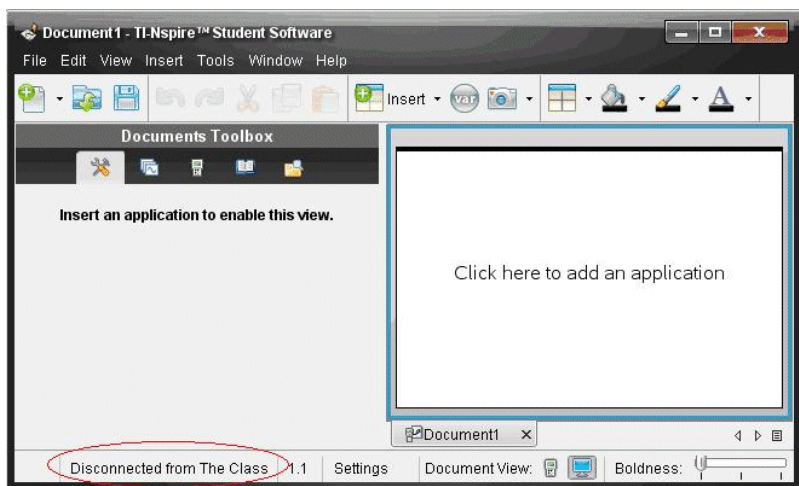 Document1 - TI-Nspire™ Student Software
File Edit View Insert Tools Window Help
Insert var A
Documents Toolbox
Insert an application to enable this view.
Click here to add an application
Document1
Disconnected from The Class 1.1 Settings Document View: Boldness: